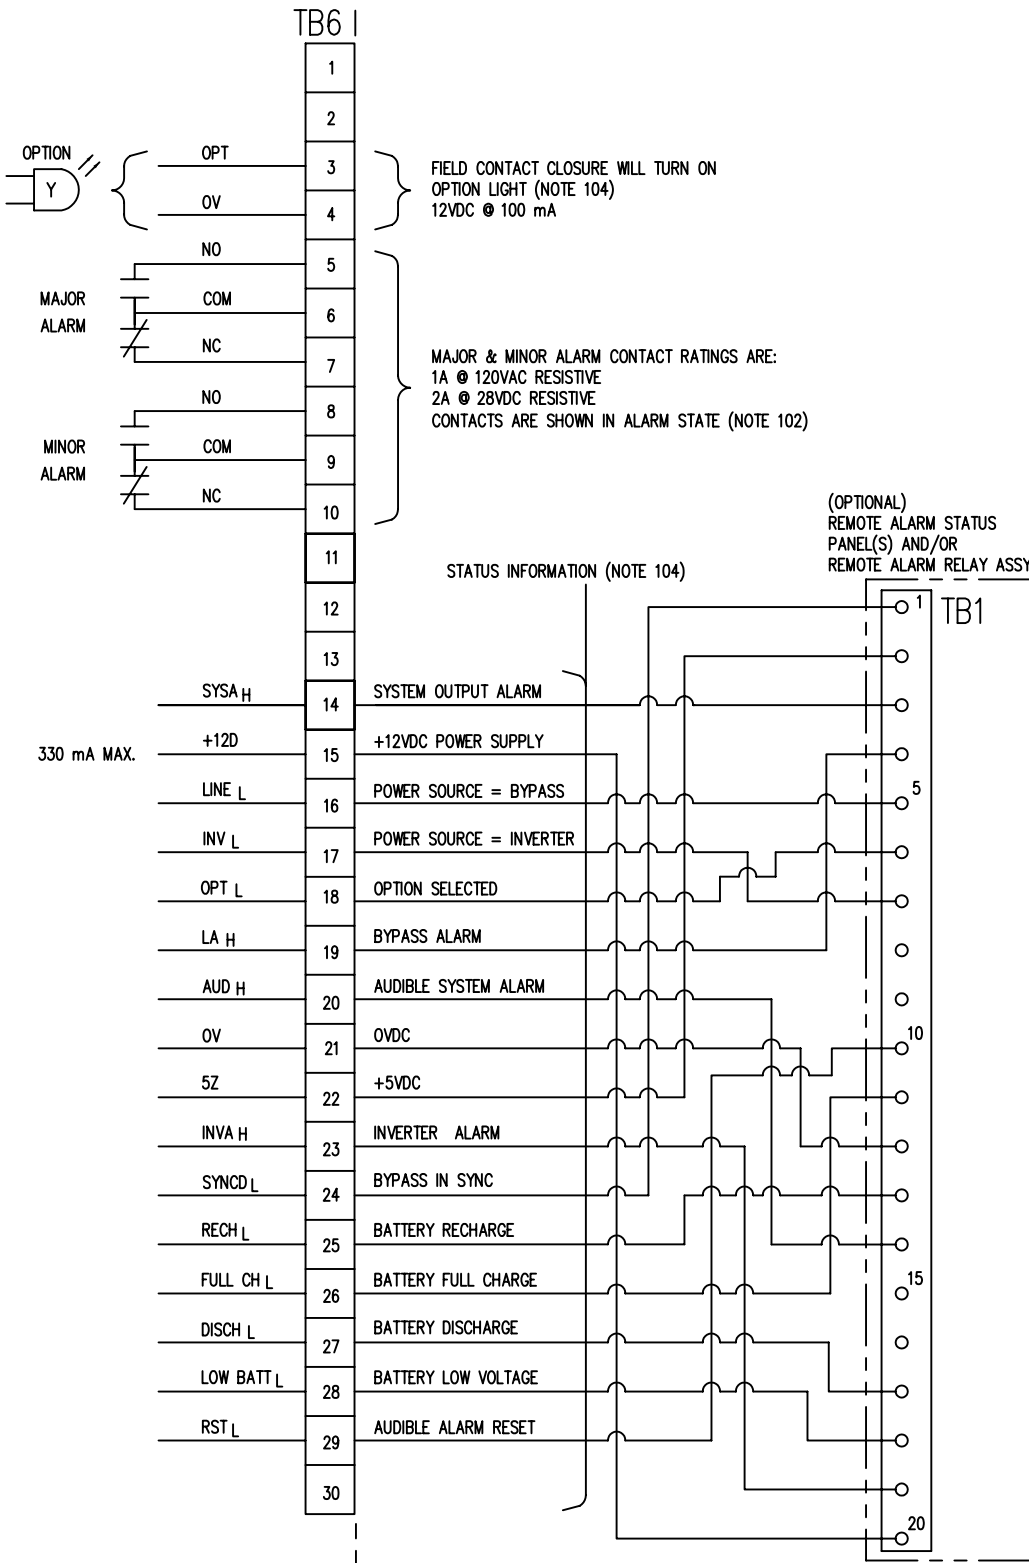 TB6
1
2
OPTION
Y
OPT
3
OV
4
FIELD CONTACT CLOSURE WILL TURN ON
OPTION LIGHT (NOTE 104)
12VDC @ 100 mA
MAJOR
ALARM
NO
5
COM
6
NC
7
MINOR
ALARM
NO
8
COM
9
NC
10
MAJOR & MINOR ALARM CONTACT RATINGS ARE:
1A @ 120VAC RESISTIVE
2A @ 28VDC RESISTIVE
CONTACTS ARE SHOWN IN ALARM STATE (NOTE 102)
(OPTIONAL)
REMOTE ALARM STATUS
PANEL(S) AND/OR
REMOTE ALARM RELAY ASSY
11
STATUS INFORMATION (NOTE 104)
12
13
SYSA H
14
SYSTEM OUTPUT ALARM
330 mA MAX.
+12D
15
+12VDC POWER SUPPLY
LINE L
16
POWER SOURCE = BYPASS
INV L
17
POWER SOURCE = INVERTER
OPT L
18
OPTION SELECTED
LA H
19
BYPASS ALARM
AUD H
20
AUDIBLE SYSTEM ALARM
OV
21
OVDC
5Z
22
+5VDC
INVA H
23
INVERTER ALARM
SYNCD L
24
BYPASS IN SYNC
RECH L
25
BATTERY RECHARGE
FULL CH L
26
BATTERY FULL CHARGE
DISCH L
27
BATTERY DISCHARGE
LOW BATT L
28
BATTERY LOW VOLTAGE
RST L
29
AUDIBLE ALARM RESET
30
TB1
1
5
10
15
20